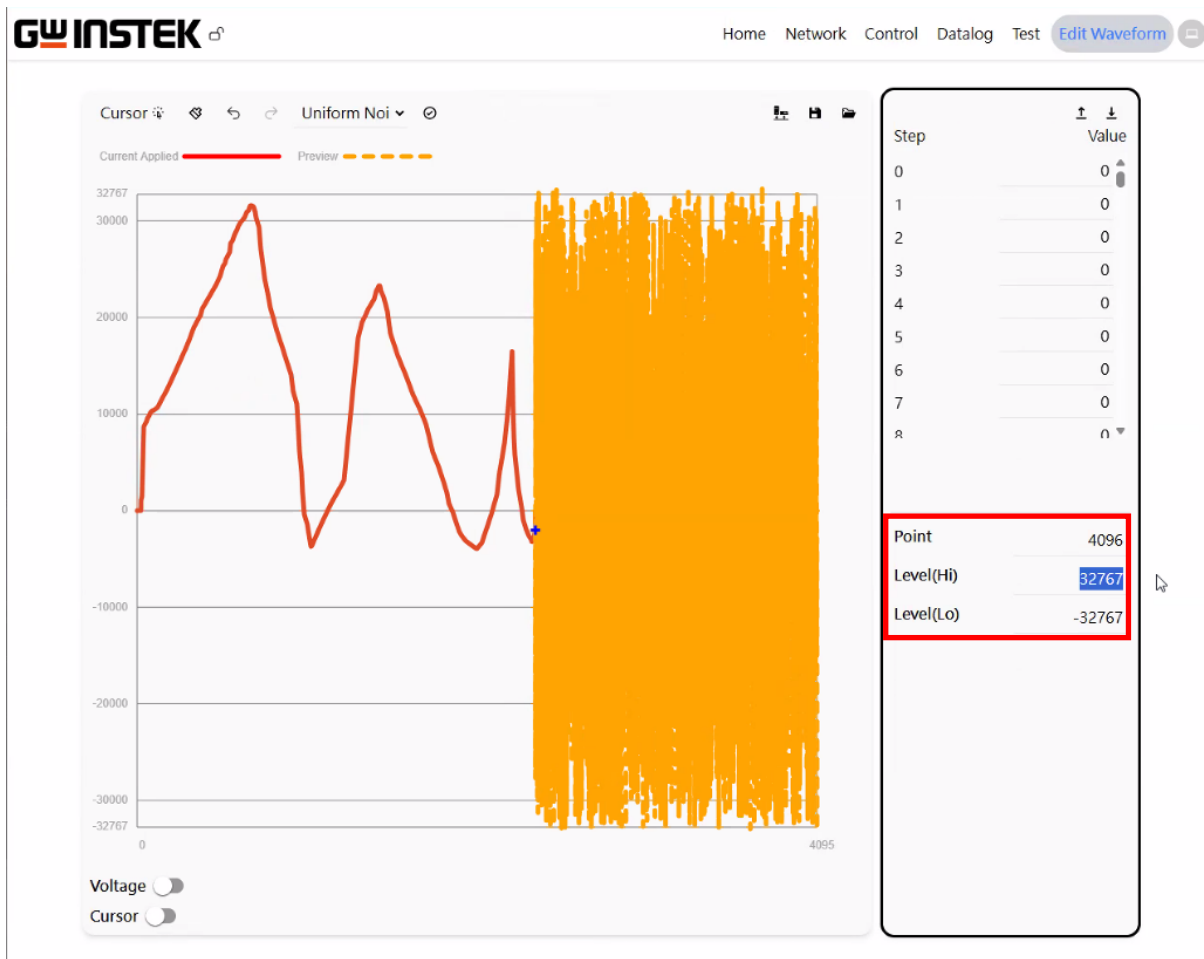 GW INSTEK
Home Network Control Datalog Test Edit Waveform
Cursor Uniform Noi
Current Applied Preview
32767
30000
20000
10000
0
-10000
-20000
-30000
-32767
0 4095
Voltage
Cursor
Step Value
0 0
1 0
2 0
3 0
4 0
5 0
6 0
7 0
8 0
Point 4096
Level(Hi) 32767
Level(Lo) -32767